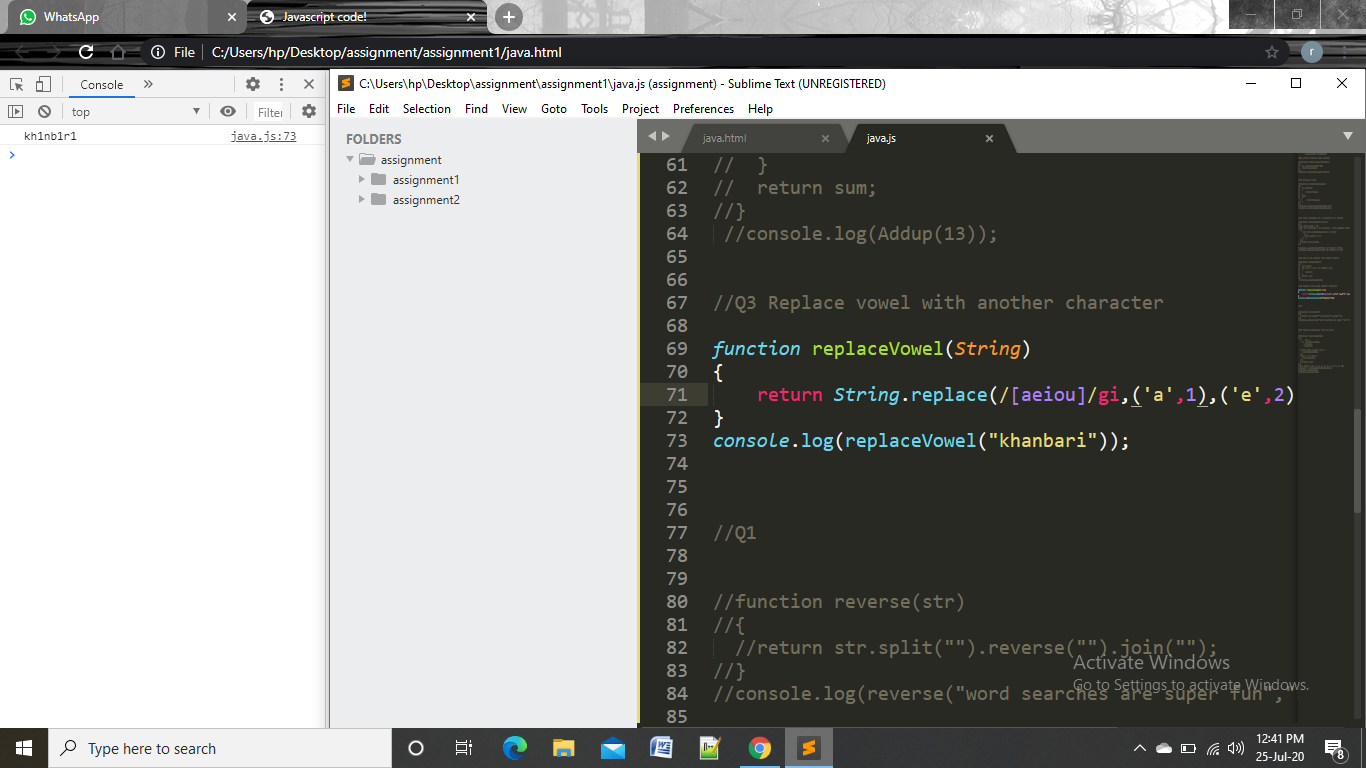 WhatsApp
Javascript code!
File
C:/Users/hp/Desktop/assignment/assignment1/java.html
r
Console »
top
Filter
kh1nb1r1 java.js:73
C:\Users\hp\Desktop\assignment\assignment1\java.js (assignment) - Sublime Text (UNREGISTERED)
File Edit Selection Find View Goto Tools Project Preferences Help
FOLDERS
assignment
assignment1
assignment2
java.html
java.js
61 // }
62 // return sum;
63 //}
64 //console.log(Addup(13));
65
66
67 //Q3 Replace vowel with another character
68
69 function replaceVowel(String)
70 {
71 return String.replace(/[aeiou]/gi,('a',1),('e',2)
72 }
73 console.log(replaceVowel("khanbari"));
74
75
76
77 //Q1
78
79
80 //function reverse(str)
81 //{
82 //return str.split("").reverse("").join("");
83 //}
84 //console.log(reverse("word searches are super fun","
85
Activate Windows
Go to Settings to activate Windows.
Type here to search
12:41 PM
25-Jul-20
8